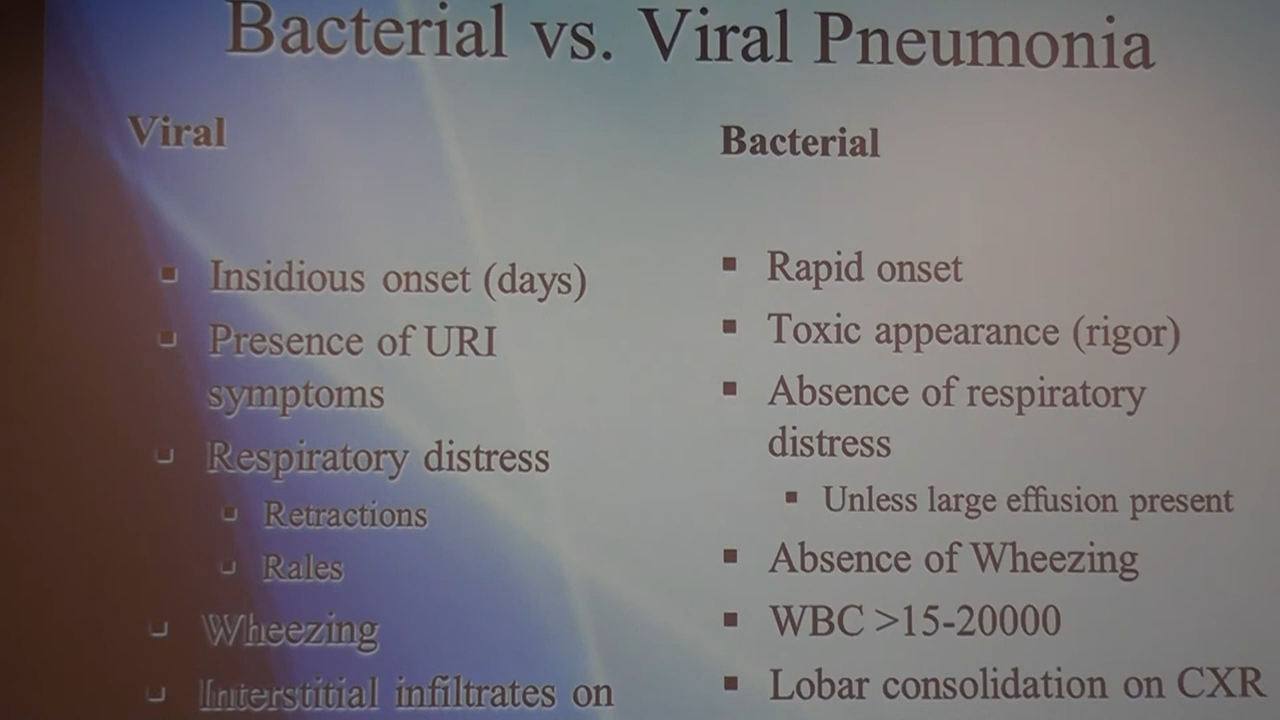 Bacterial vs. Viral Pneumonia
Viral
Insidious onset (days)
Presence of URI
symptoms
Respiratory distress
Retractions
Rales
Wheezing
Interstitial infiltrates on
Bacterial
Rapid onset
Toxic appearance (rigor)
Absence of respiratory
distress
Unless large effusion present
Absence of Wheezing
WBC >15-20000
Lobar consolidation on CXR